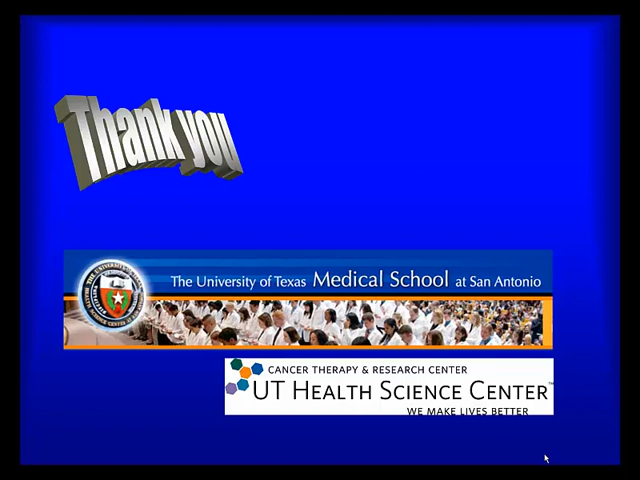 Thank you
The University of Texas Medical School at San Antonio
CANCER THERAPY & RESEARCH CENTER
UT HEALTH SCIENCE CENTER™
WE MAKE LIVES BETTER